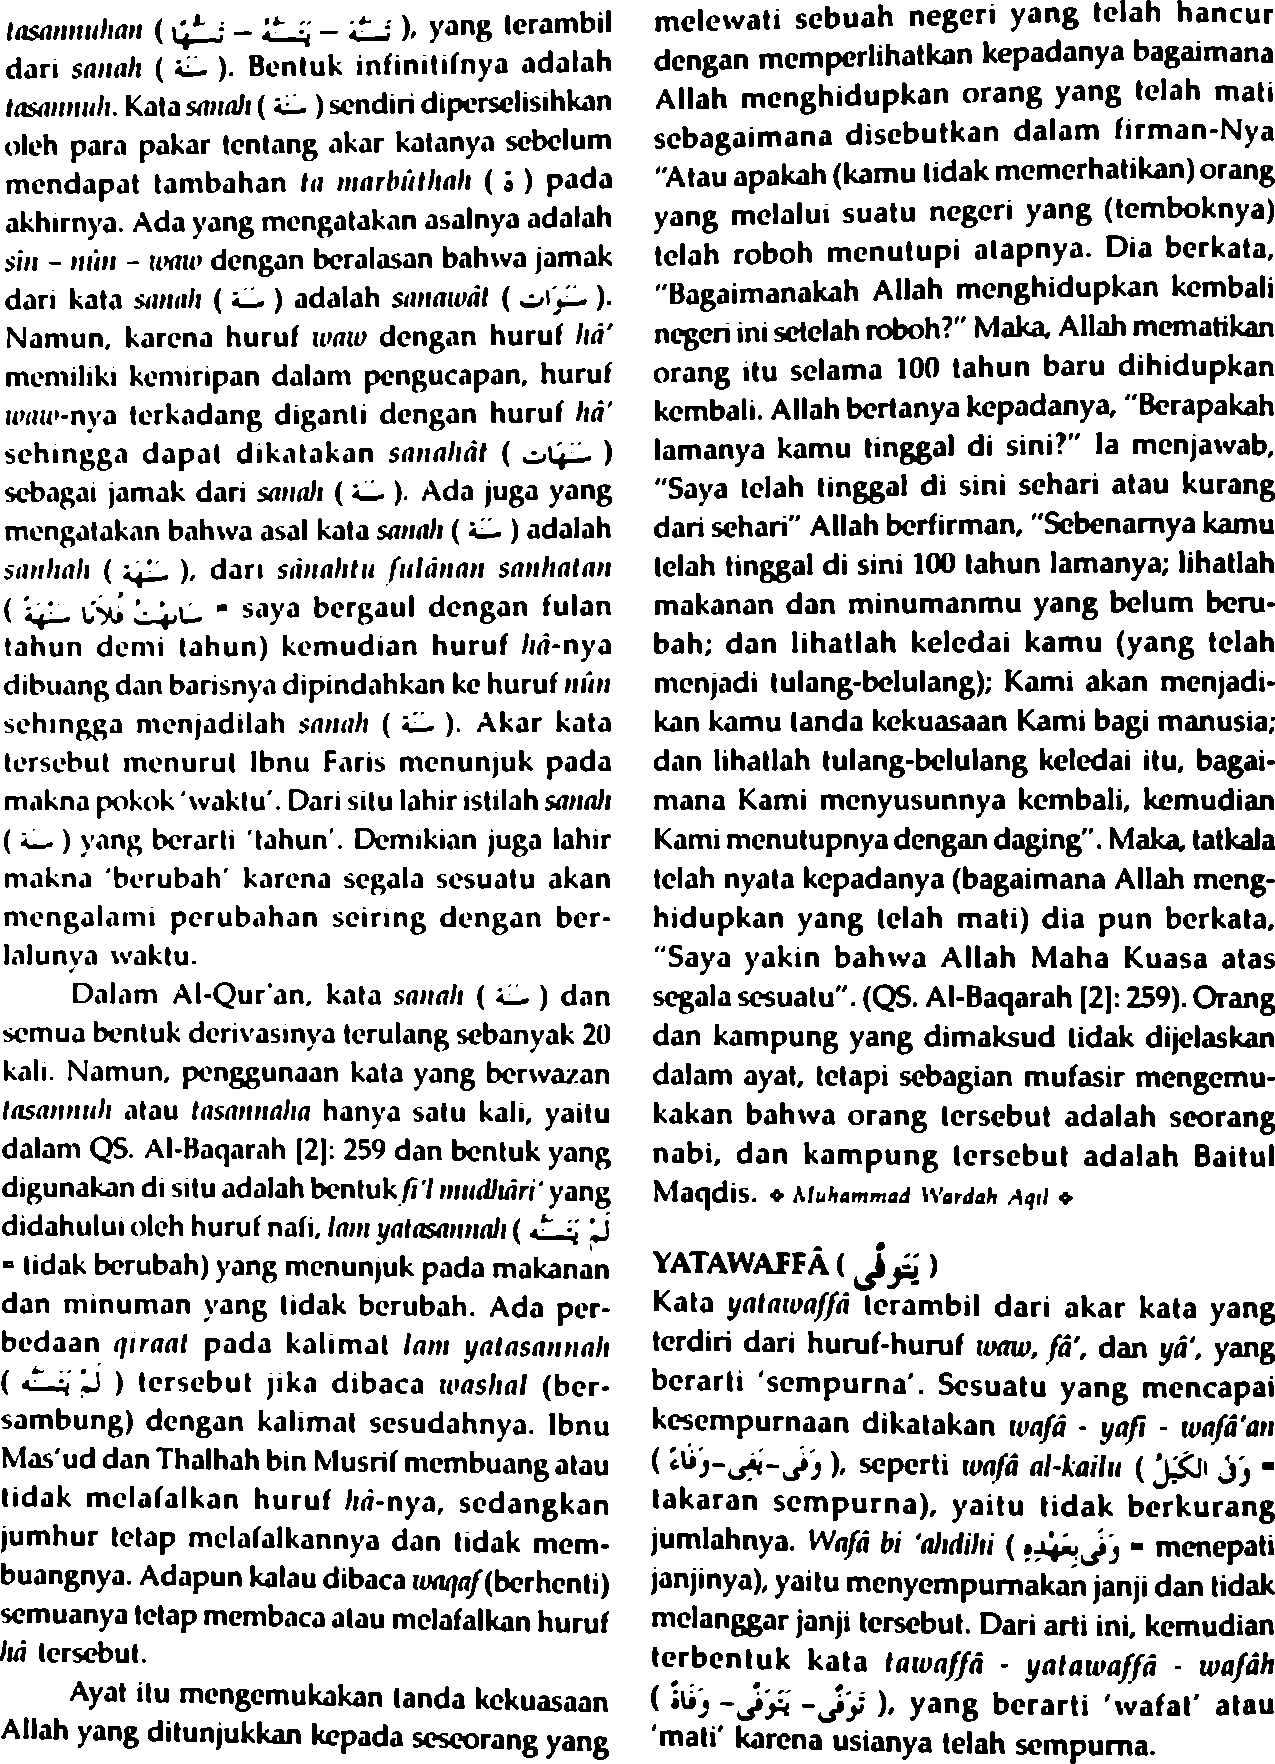 tasannuhan ( تَسَنَّهَ – يَتَسَنَّهُ – تَسَنُّهًا ), yang terambil
dari sanah ( سَنَة ). Bentuk infinitifnya adalah
tasannuh. Kata sanah ( سَنَة ) sendiri diperselisihkan
oleh para pakar tentang akar katanya sebelum
mendapat tambahan ta marbûthah ( ة ) pada
akhirnya. Ada yang mengatakan asalnya adalah
sin – nûn – waw dengan beralasan bahwa jamak
dari kata sanah ( سَنَة ) adalah sanawât ( سَنَوَات ).
Namun, karena huruf waw dengan huruf hâ'
memiliki kemiripan dalam pengucapan, huruf
waw-nya terkadang diganti dengan huruf hâ'
sehingga dapat dikatakan sanahât ( سَنَهَات )
sebagai jamak dari sanah ( سَنَة ). Ada juga yang
mengatakan bahwa asal kata sanah ( سَنَة ) adalah
sanhah ( سَنْهَة ), dari sânahtu fulânan sanhatan
( سَانَهْتُ فُلَانًا سَنْهَةً = saya bergaul dengan fulan
tahun demi tahun) kemudian huruf hâ-nya
dibuang dan barisnya dipindahkan ke huruf nûn
sehingga menjadilah sanah ( سَنَة ). Akar kata
tersebut menurut Ibnu Faris menunjuk pada
makna pokok 'waktu'. Dari situ lahir istilah sanah
( سَنَة ) yang berarti 'tahun'. Demikian juga lahir
makna 'berubah' karena segala sesuatu akan
mengalami perubahan seiring dengan ber-
lalunya waktu.
Dalam Al-Qur'an, kata sanah ( سَنَة ) dan
semua bentuk derivasinya terulang sebanyak 20
kali. Namun, penggunaan kata yang berwazan
tasannuh atau tasannaha hanya satu kali, yaitu
dalam QS. Al-Baqarah [2]: 259 dan bentuk yang
digunakan di situ adalah bentuk fi'l mudhâri' yang
didahului oleh huruf nafi, lam yatasannah ( لَمْ يَتَسَنَّهْ
= tidak berubah) yang menunjuk pada makanan
dan minuman yang tidak berubah. Ada per-
bedaan qiraat pada kalimat lam yatasannah
( لَمْ يَتَسَنَّهْ ) tersebut jika dibaca washal (ber-
sambung) dengan kalimat sesudahnya. Ibnu
Mas'ud dan Thalhah bin Musrif membuang atau
tidak melafalkan huruf hâ-nya, sedangkan
jumhur tetap melafalkannya dan tidak mem-
buangnya. Adapun kalau dibaca waqaf (berhenti)
semuanya tetap membaca atau melafalkan huruf
hâ tersebut.
Ayat itu mengemukakan tanda kekuasaan
Allah yang ditunjukkan kepada seseorang yang
melewati sebuah negeri yang telah hancur
dengan memperlihatkan kepadanya bagaimana
Allah menghidupkan orang yang telah mati
sebagaimana disebutkan dalam firman-Nya
"Atau apakah (kamu tidak memerhatikan) orang
yang melalui suatu negeri yang (temboknya)
telah roboh menutupi atapnya. Dia berkata,
"Bagaimanakah Allah menghidupkan kembali
negeri ini setelah roboh?" Maka, Allah mematikan
orang itu selama 100 tahun baru dihidupkan
kembali. Allah bertanya kepadanya, "Berapakah
lamanya kamu tinggal di sini?" Ia menjawab,
"Saya telah tinggal di sini sehari atau kurang
dari sehari" Allah berfirman, "Sebenarnya kamu
telah tinggal di sini 100 tahun lamanya; lihatlah
makanan dan minumanmu yang belum beru-
bah; dan lihatlah keledai kamu (yang telah
menjadi tulang-belulang); Kami akan menjadi-
kan kamu tanda kekuasaan Kami bagi manusia;
dan lihatlah tulang-belulang keledai itu, bagai-
mana Kami menyusunnya kembali, kemudian
Kami menutupnya dengan daging". Maka, tatkala
telah nyata kepadanya (bagaimana Allah meng-
hidupkan yang telah mati) dia pun berkata,
"Saya yakin bahwa Allah Maha Kuasa atas
segala sesuatu". (QS. Al-Baqarah [2]: 259). Orang
dan kampung yang dimaksud tidak dijelaskan
dalam ayat, tetapi sebagian mufasir mengemu-
kakan bahwa orang tersebut adalah seorang
nabi, dan kampung tersebut adalah Baitul
Maqdis. ❖ Muhammad Wardah Aqil ❖
YATAWAFFÂ ( يَتَوَفَّى )
Kata yatawaffâ terambil dari akar kata yang
terdiri dari huruf-huruf waw, fâ', dan yâ', yang
berarti 'sempurna'. Sesuatu yang mencapai
kesempurnaan dikatakan wafâ - yafi - wafâ'an
( وَفَى-يَفِى-وَفَاءً ), seperti wafâ al-kailu ( وَفَى الْكَيْلُ =
takaran sempurna), yaitu tidak berkurang
jumlahnya. Wafâ bi 'ahdihi ( وَفَى بِعَهْدِهِ = menepati
janjinya), yaitu menyempurnakan janji dan tidak
melanggar janji tersebut. Dari arti ini, kemudian
terbentuk kata tawaffâ - yatawaffâ - wafâh
( تَوَفَّى – يَتَوَفَّى – وَفَاةً ), yang berarti 'wafat' atau
'mati' karena usianya telah sempurna.